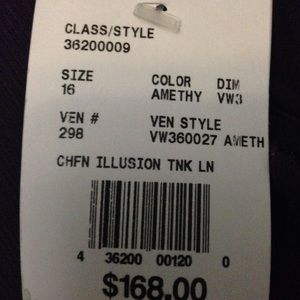 CLASS/STYLE
36200009
SIZE COLOR DIM
16 AMETHY VW3
VEN # VEN STYLE
298 VW360027 AMETH
CHFN ILLUSION TNK LN
4 36200 00120 0
$168.00